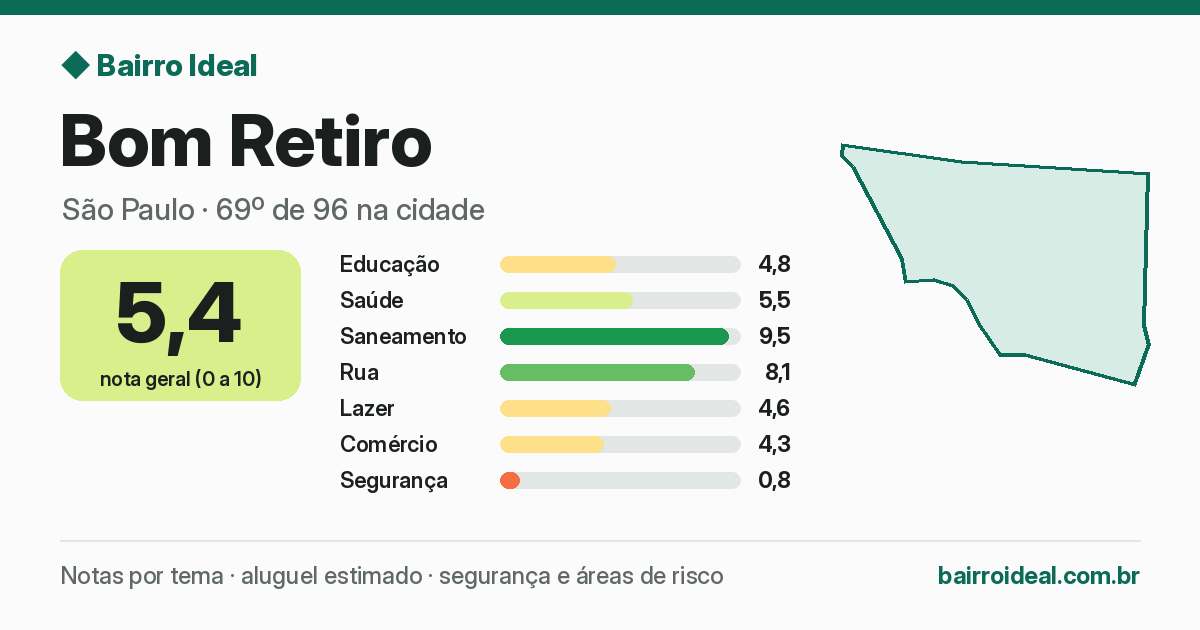 Bairro Ideal
Bom Retiro
São Paulo · 69º de 96 na cidade
5,4
nota geral (0 a 10)
Educação 4,8
Saúde 5,5
Saneamento 9,5
Rua 8,1
Lazer 4,6
Comércio 4,3
Segurança 0,8
Notas por tema · aluguel estimado · segurança e áreas de risco
bairroideal.com.br